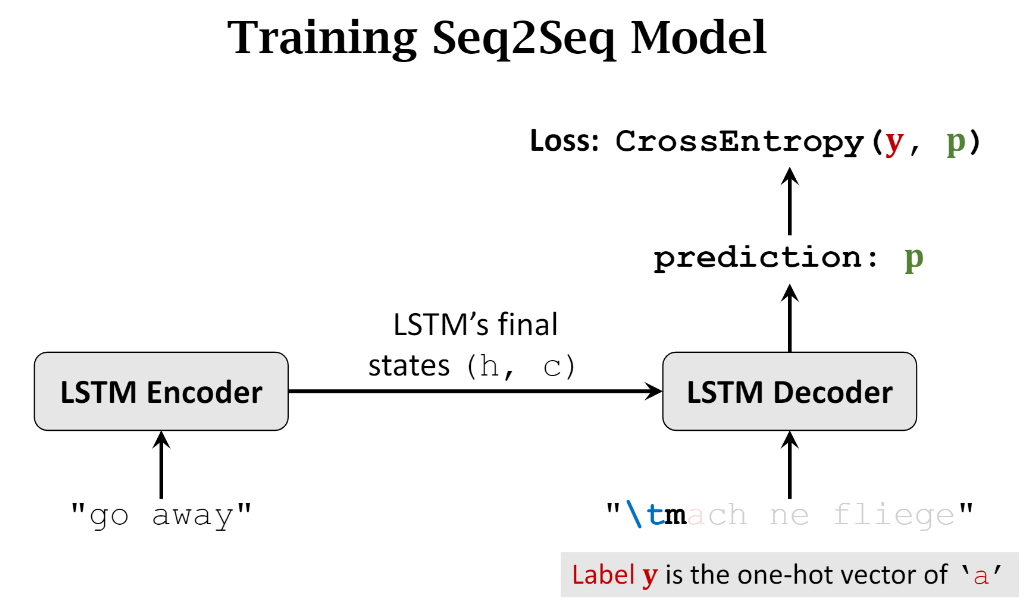 Training Seq2Seq Model
Loss: CrossEntropy(y, p)
prediction: p
LSTM's final
states (h, c)
LSTM Encoder
LSTM Decoder
"go away"
"\tmach ne fliege"
Label y is the one-hot vector of ‘a’